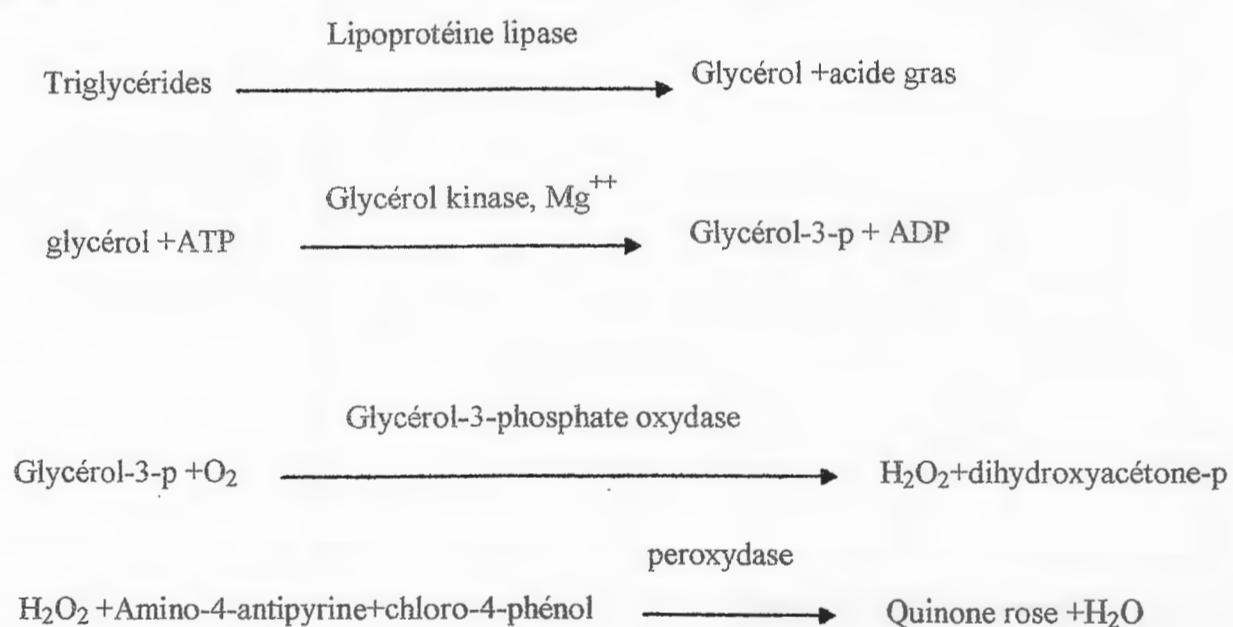 Lipoprotéine lipase
Triglycérides Glycérol +acide gras
Glycérol kinase, Mg⁺⁺
glycérol +ATP Glycérol-3-p + ADP
Glycérol-3-phosphate oxydase
Glycérol-3-p +O₂ H₂O₂+dihydroxyacétone-p
peroxydase
H₂O₂ +Amino-4-antipyrine+chloro-4-phénol Quinone rose +H₂O